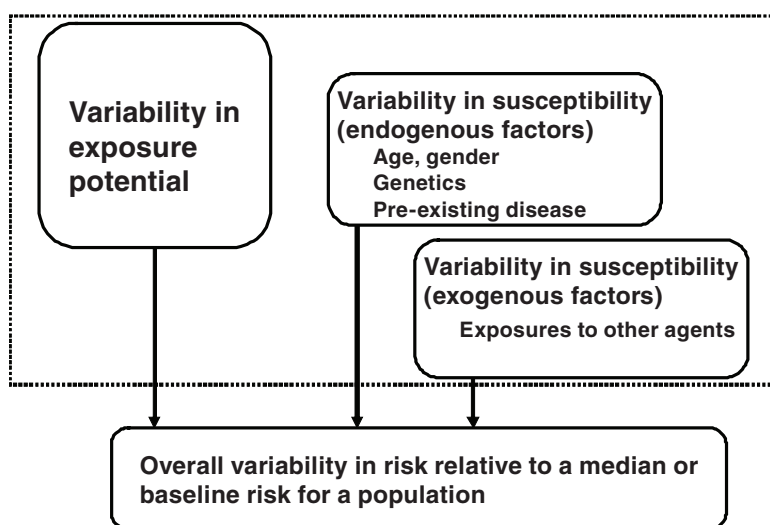 Variability in
exposure
potential
Variability in susceptibility
(endogenous factors)
Age, gender
Genetics
Pre-existing disease
Variability in susceptibility
(exogenous factors)
Exposures to other agents
Overall variability in risk relative to a median or
baseline risk for a population